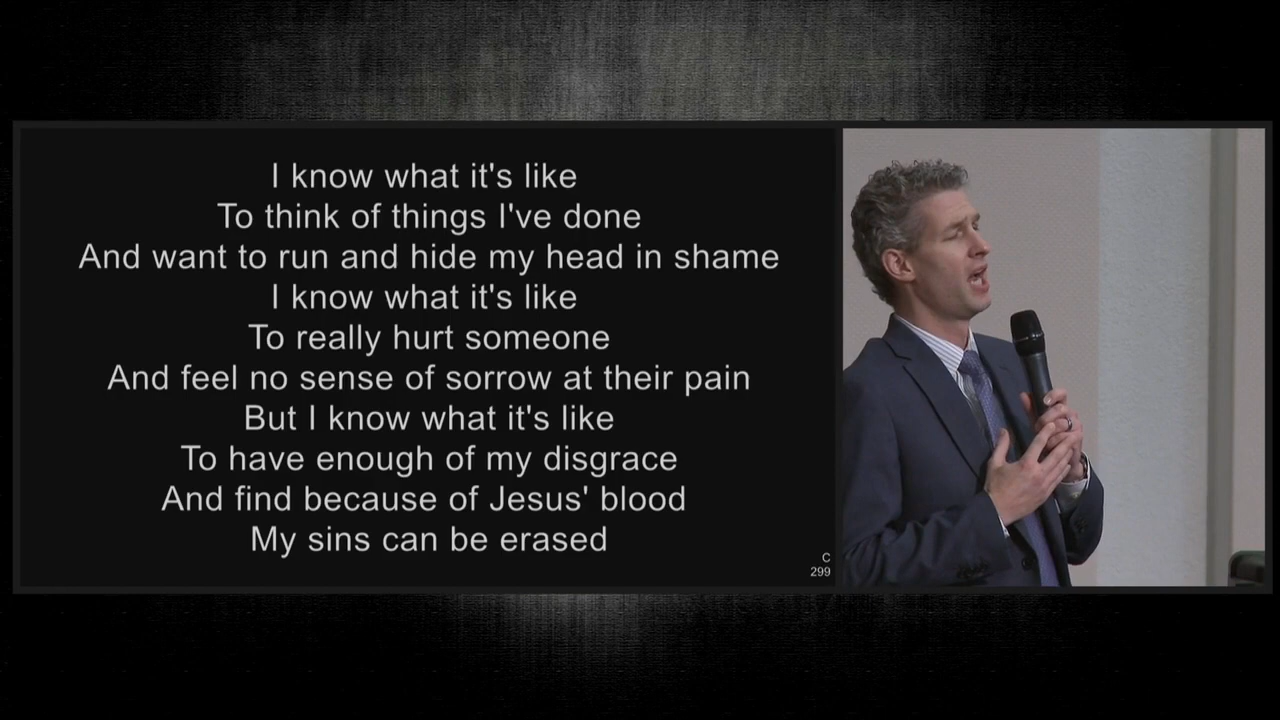 I know what it's like
To think of things I've done
And want to run and hide my head in shame
I know what it's like
To really hurt someone
And feel no sense of sorrow at their pain
But I know what it's like
To have enough of my disgrace
And find because of Jesus' blood
My sins can be erased
C
299